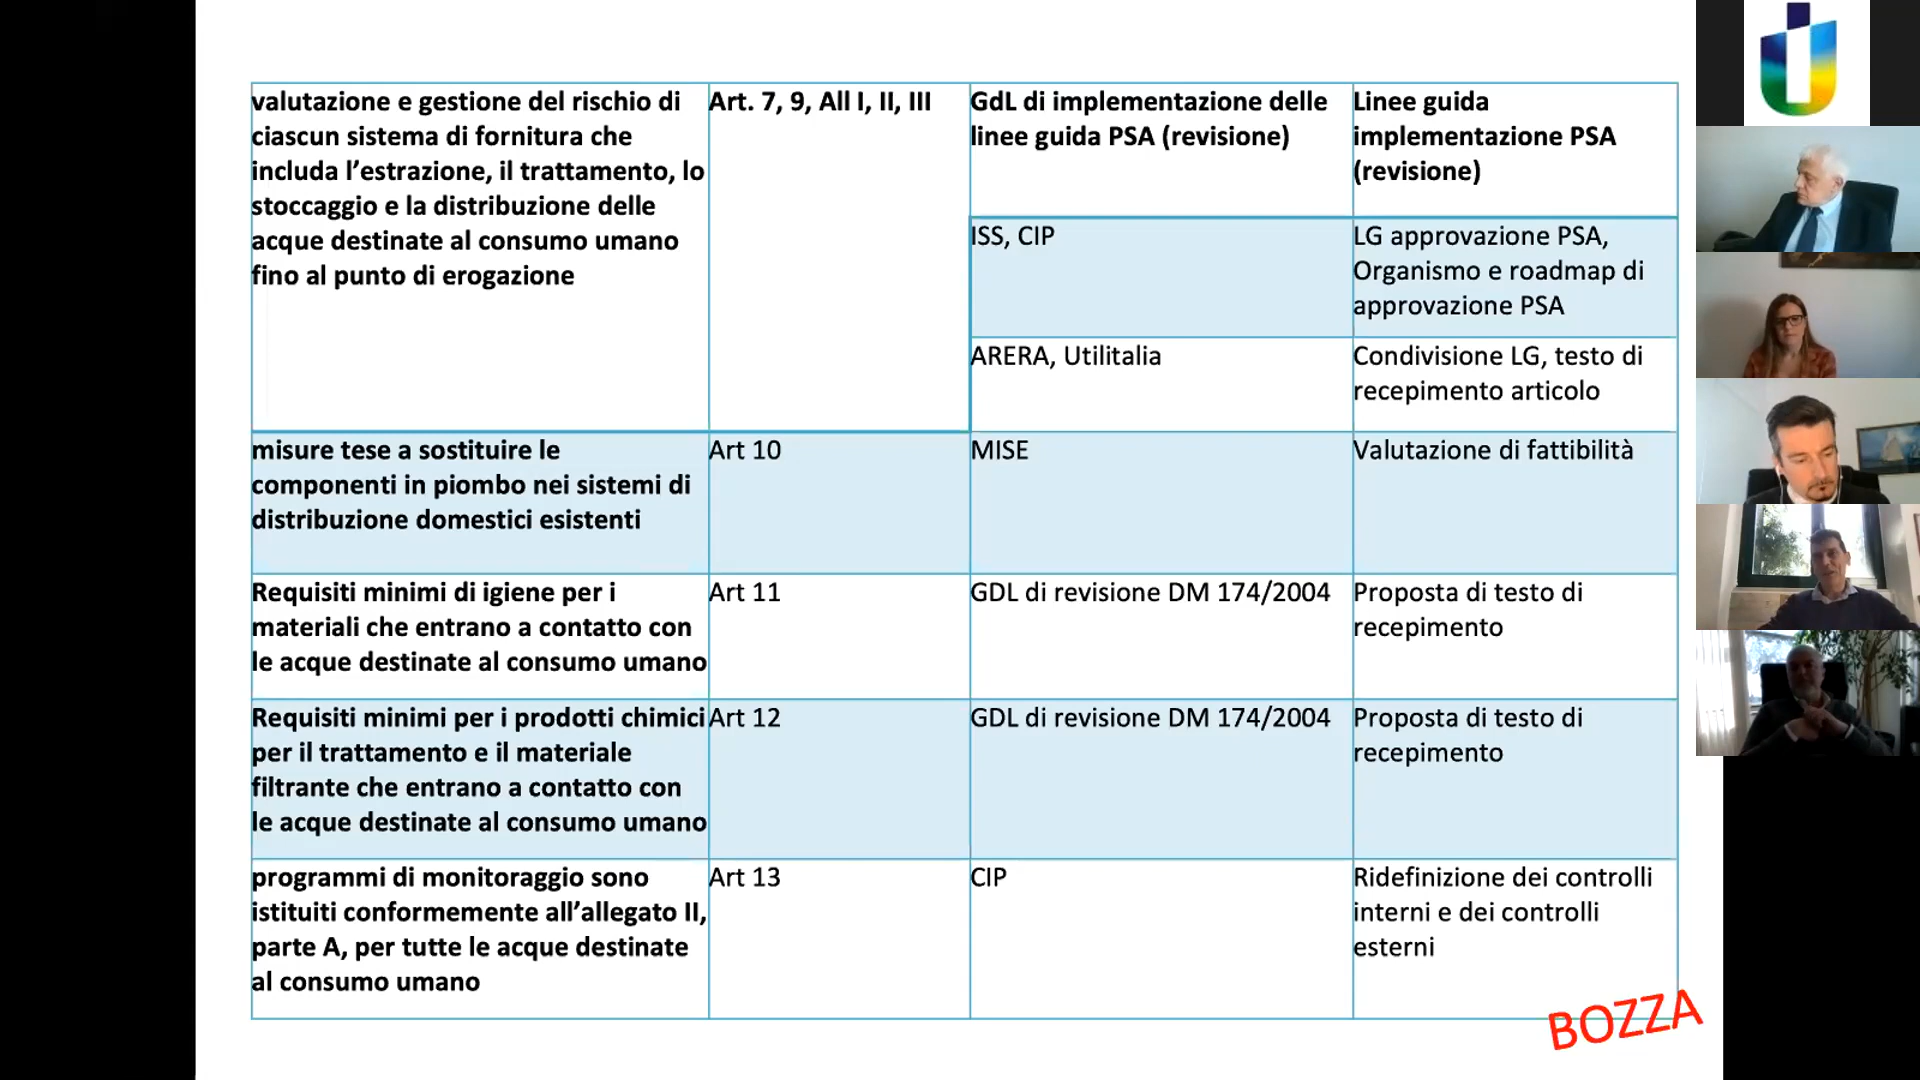 valutazione e gestione del rischio di
ciascun sistema di fornitura che
includa l’estrazione, il trattamento, lo
stoccaggio e la distribuzione delle
acque destinate al consumo umano
fino al punto di erogazione
Art. 7, 9, All I, II, III
GdL di implementazione delle
linee guida PSA (revisione)
Linee guida
implementazione PSA
(revisione)
ISS, CIP
LG approvazione PSA,
Organismo e roadmap di
approvazione PSA
ARERA, Utilitalia
Condivisione LG, testo di
recepimento articolo
misure tese a sostituire le
componenti in piombo nei sistemi di
distribuzione domestici esistenti
Art 10
MISE
Valutazione di fattibilità
Requisiti minimi di igiene per i
materiali che entrano a contatto con
le acque destinate al consumo umano
Art 11
GDL di revisione DM 174/2004
Proposta di testo di
recepimento
Requisiti minimi per i prodotti chimici
per il trattamento e il materiale
filtrante che entrano a contatto con
le acque destinate al consumo umano
Art 12
GDL di revisione DM 174/2004
Proposta di testo di
recepimento
programmi di monitoraggio sono
istituiti conformemente all’allegato II,
parte A, per tutte le acque destinate
al consumo umano
Art 13
CIP
Ridefinizione dei controlli
interni e dei controlli
esterni
BOZZA